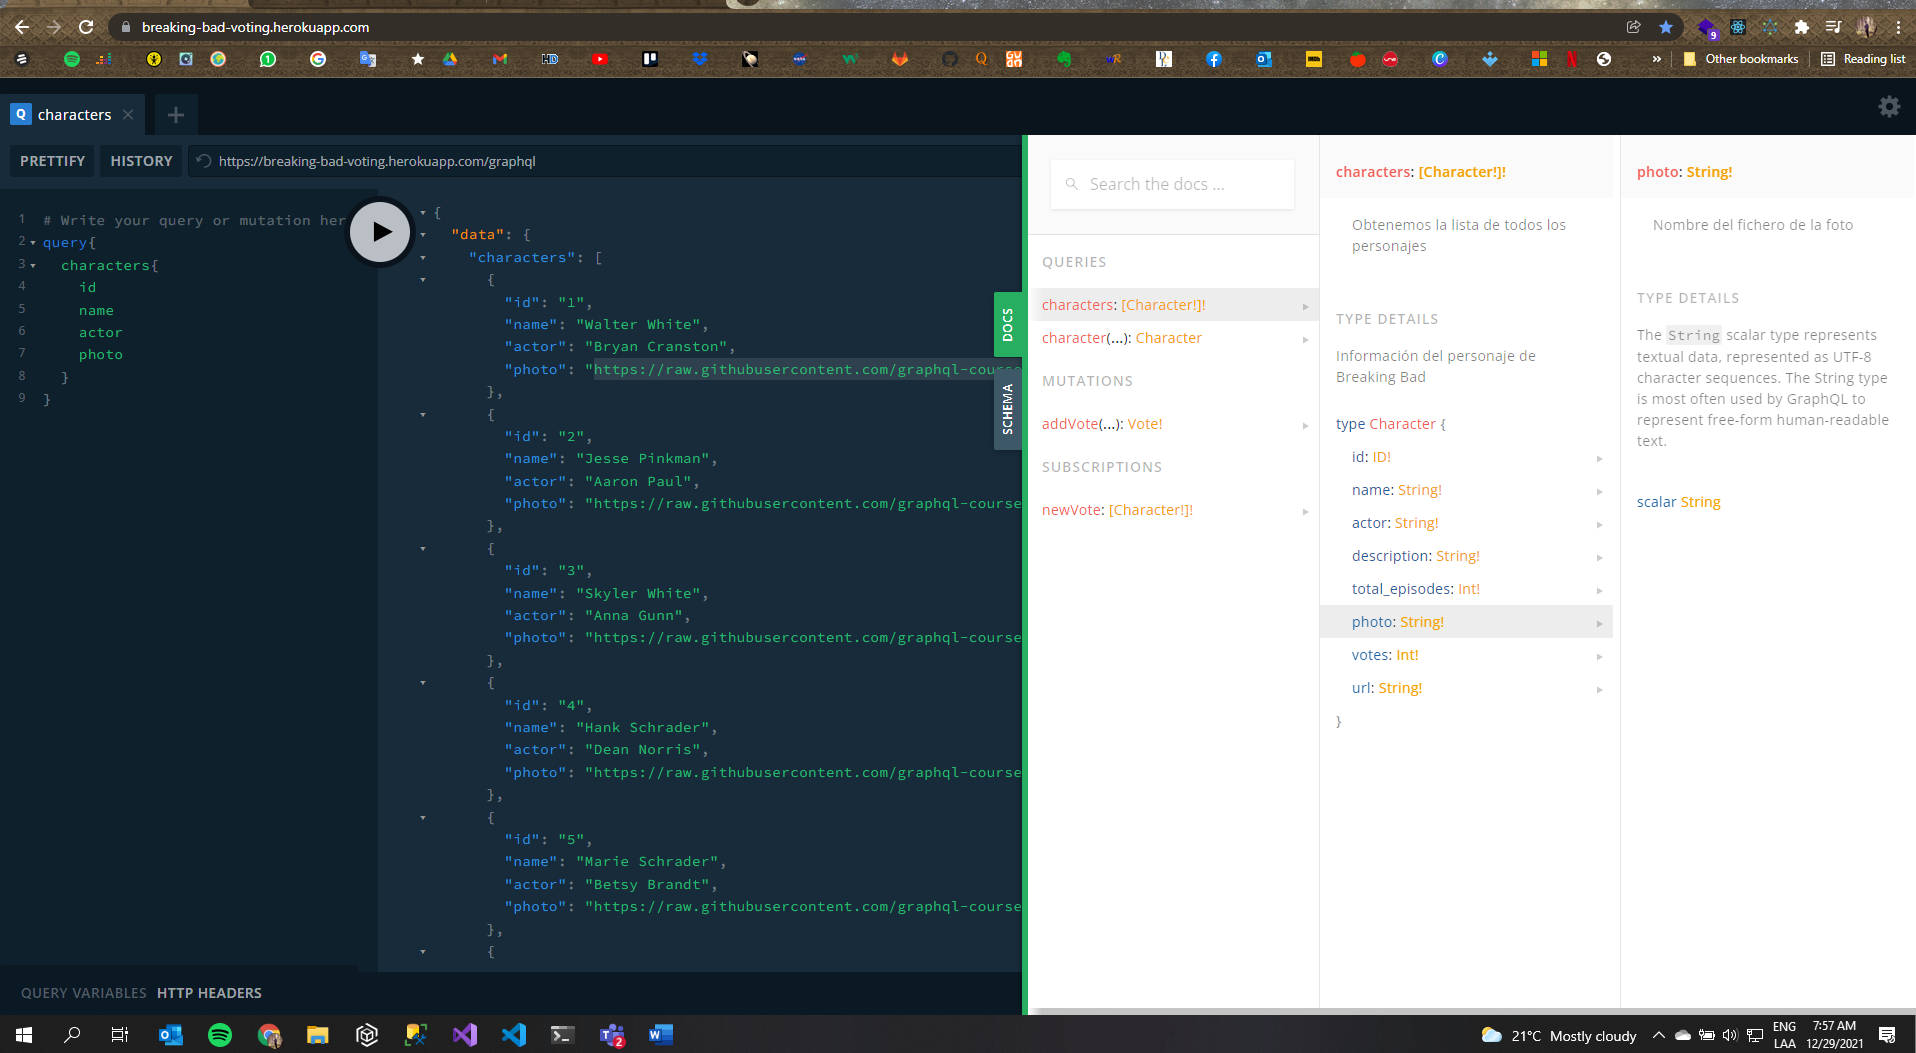 breaking-bad-voting.herokuapp.com
9
Other bookmarks
Reading list
Q characters
PRETTIFY
HISTORY
https://breaking-bad-voting.herokuapp.com/graphql
1 # Write your query or mutation her
2 query{
3 characters{
4 id
5 name
6 actor
7 photo
8 }
9 }
{
"data": {
"characters": [
{
"id": "1",
"name": "Walter White",
"actor": "Bryan Cranston",
"photo": "https://raw.githubusercontent.com/graphql-course
},
{
"id": "2",
"name": "Jesse Pinkman",
"actor": "Aaron Paul",
"photo": "https://raw.githubusercontent.com/graphql-course
},
{
"id": "3",
"name": "Skyler White",
"actor": "Anna Gunn",
"photo": "https://raw.githubusercontent.com/graphql-course
},
{
"id": "4",
"name": "Hank Schrader",
"actor": "Dean Norris",
"photo": "https://raw.githubusercontent.com/graphql-course
},
{
"id": "5",
"name": "Marie Schrader",
"actor": "Betsy Brandt",
"photo": "https://raw.githubusercontent.com/graphql-course
},
{
QUERY VARIABLES
HTTP HEADERS
DOCS
SCHEMA
Search the docs ...
QUERIES
characters: [Character!]!
character(...): Character
MUTATIONS
addVote(...): Vote!
SUBSCRIPTIONS
newVote: [Character!]!
characters: [Character!]!
Obtenemos la lista de todos los
personajes
TYPE DETAILS
Información del personaje de
Breaking Bad
type Character {
id: ID!
name: String!
actor: String!
description: String!
total_episodes: Int!
photo: String!
votes: Int!
url: String!
}
photo: String!
Nombre del fichero de la foto
TYPE DETAILS
The String scalar type represents
textual data, represented as UTF-8
character sequences. The String type
is most often used by GraphQL to
represent free-form human-readable
text.
scalar String
21°C Mostly cloudy
ENG
LAA
7:57 AM
12/29/2021